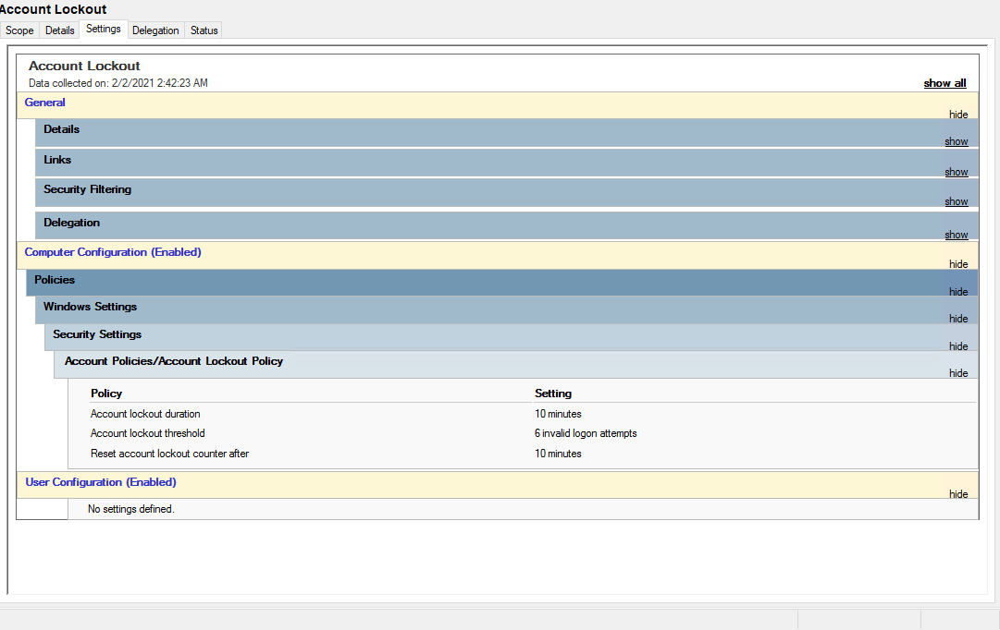 Account Lockout
Scope Details Settings Delegation Status
Account Lockout
Data collected on: 2/2/2021 2:42:23 AM show all
General
hide
Details
show
Links
show
Security Filtering
show
Delegation
show
Computer Configuration (Enabled)
hide
Policies
hide
Windows Settings
hide
Security Settings
hide
Account Policies/Account Lockout Policy
hide
Policy Setting
Account lockout duration 10 minutes
Account lockout threshold 6 invalid logon attempts
Reset account lockout counter after 10 minutes
User Configuration (Enabled)
hide
No settings defined.